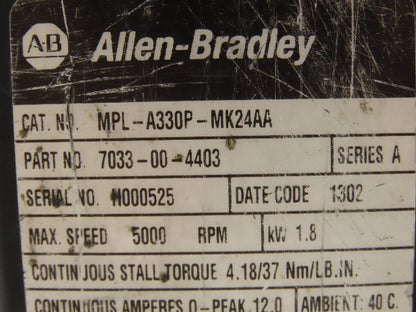 A-B Allen-Bradley
CAT. NO. MPL-A330P-MK24AA
PART NO. 7033-00-4403 SERIES A
SERIAL NO. M000525 DATE CODE 1302
MAX. SPEED 5000 RPM kW 1.8
CONTINUOUS STALL TORQUE 4.18/37 Nm/LB.IN.
CONTINUOUS AMPERES 0-PEAK 12.0 AMBIENT: 40 C.